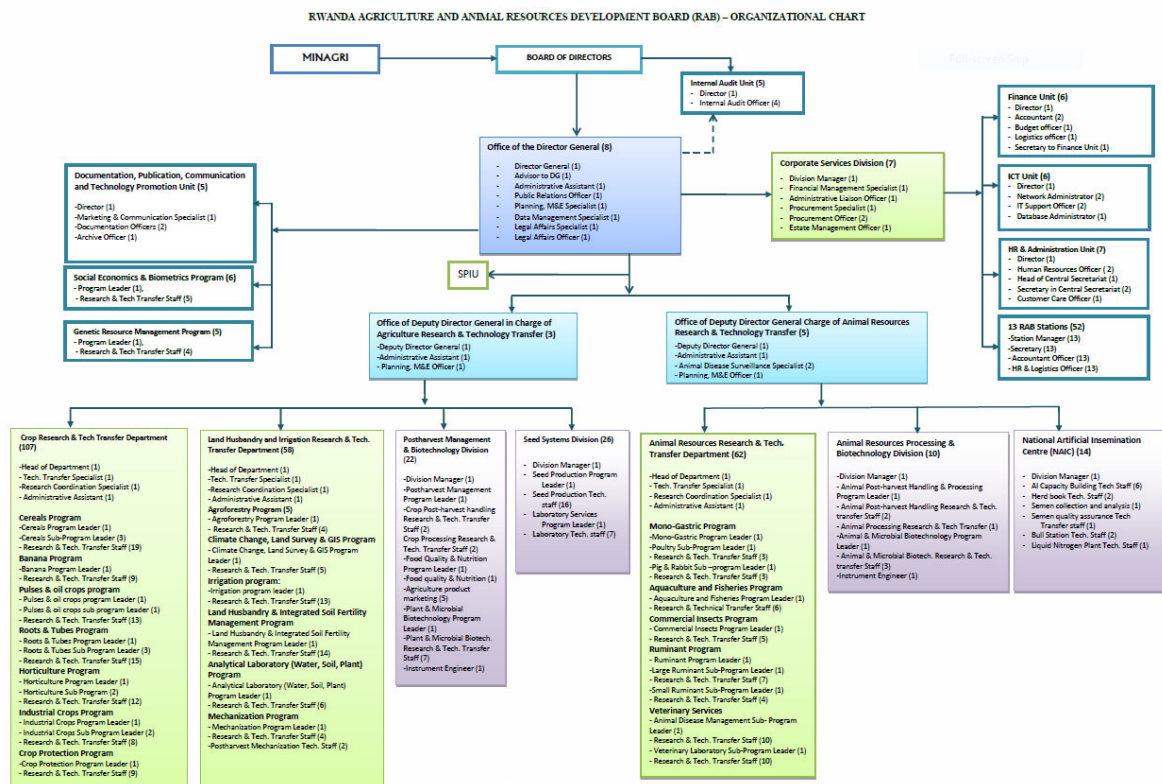 RWANDA AGRICULTURE AND ANIMAL RESOURCES DEVELOPMENT BOARD (RAB) – ORGANIZATIONAL CHART
MINAGRI
BOARD OF DIRECTORS
Internal Audit Unit (5)
- Director (1)
- Internal Audit Officer (4)
Finance Unit (6)
- Director (1)
- Accountant (2)
- Budget officer (1)
- Logistics officer (1)
- Secretary to Finance Unit (1)
Office of the Director General (8)
- Director General (1)
- Advisor to DG (1)
- Administrative Assistant (1)
- Public Relations Officer (1)
- Planning, M&E Specialist (1)
- Data Management Specialist (1)
- Legal Affairs Specialist (1)
- Legal Affairs Officer (1)
Corporate Services Division (7)
- Division Manager (1)
- Financial Management Specialist (1)
- Administrative Liaison Officer (1)
- Procurement Specialist (1)
- Procurement Officer (2)
- Estate Management Officer (1)
Documentation, Publication, Communication
and Technology Promotion Unit (5)
-Director (1)
-Marketing & Communication Specialist (1)
-Documentation Officers (2)
-Archive Officer (1)
ICT Unit (6)
- Director (1)
- Network Administrator (2)
- IT Support Officer (2)
- Database Administrator (1)
HR & Administration Unit (7)
- Director (1)
- Human Resources Officer ( 2)
- Head of Central Secretariat (1)
- Secretary in Central Secretariat (2)
- Customer Care Officer (1)
SPIU
Social Economics & Biometrics Program (6)
- Program Leader (1),
- Research & Tech Transfer Staff (5)
Genetic Resource Management Program (5)
- Program Leader (1),
- Research & Tech Transfer Staff (4)
13 RAB Stations (52)
-Station Manager (13)
-Secretary (13)
- Accountant Officer (13)
- HR & Logistics Officer (13)
Office of Deputy Director General in Charge of
Agriculture Research & Technology Transfer (3)
-Deputy Director General (1)
-Administrative Assistant (1)
- Planning, M&E Officer (1)
Office of Deputy Director General Charge of Animal Resources
Research & Technology Transfer (5)
-Deputy Director General (1)
-Administrative Assistant (1)
- Animal Disease Surveillance Specialist (2)
- Planning, M&E Officer (1)
Crop Research & Tech Transfer Department
(107)
-Head of Department (1)
- Tech. Transfer Specialist (1)
-Research Coordination Specialist (1)
- Administrative Assistant (1)
Cereals Program
-Cereals Program Leader (1)
-Cereals Sub-Program Leader (3)
- Research & Tech. Transfer Staff (19)
Banana Program
-Banana Program Leader (1)
- Research & Tech. Transfer Staff (9)
Pulses & oil crops program
- Pulses & oil crops program Leader (1)
- Pulses & oil crops sub program Leader (1)
- Research & Tech. Transfer Staff (13)
Roots & Tubes Program
- Roots & Tubes Program Leader (1)
- Roots & Tubes Sub Program Leader (3)
- Research & Tech. Transfer Staff (15)
Horticulture Program
- Horticulture Program Leader (1)
- Horticulture Sub Program (2)
- Research & Tech. Transfer Staff (12)
Industrial Crops Program
- Industrial Crops Program Leader (1)
- Industrial Crops Sub Program Leader (2)
- Research & Tech. Transfer Staff (8)
Crop Protection Program
-Crop Protection Program Leader (1)
- Research & Tech. Transfer Staff (9)
Land Husbandry and Irrigation Research & Tech.
Transfer Department (58)
-Head of Department (1)
-Tech. Transfer Specialist (1)
-Research Coordination Specialist (1)
- Administrative Assistant (1)
Agroforestry Program (5)
- Agroforestry Program Leader (1)
- Research & Tech. Transfer Staff (4)
Climate Change, Land Survey & GIS Program
- Climate Change, Land Survey & GIS Program
Leader (1)
- Research & Tech. Transfer Staff (5)
Irrigation program:
-Irrigation program leader (1)
- Research & Tech. Transfer Staff (13)
Land Husbandry & Integrated Soil Fertility
Management Program
- Land Husbandry & Integrated Soil Fertility
Management Program Leader (1)
- Research & Tech. Transfer Staff (14)
Analytical Laboratory (Water, Soil, Plant)
Program
- Analytical Laboratory (Water, Soil, Plant)
Program Leader (1)
- Research & Tech. Transfer Staff (6)
Mechanization Program
- Mechanization Program Leader (1)
- Research & Tech. Transfer Staff (4)
-Postharvest Mechanization Tech. Staff (2)
Postharvest Management
& Biotechnology Division
(22)
-Division Manager (1)
-Postharvest Management
Program Leader (1)
- Crop Post-harvest handling
Research & Tech. Transfer
Staff (2)
Crop Processing Research &
Tech. Transfer Staff (2)
-Food Quality & Nutrition
Program Leader (1)
-Food quality & Nutrition (1)
-Agriculture product
marketing (5)
-Plant & Microbial
Biotechnology Program
Leader (1)
-Plant & Microbial Biotech.
Research & Tech. Transfer
Staff (7)
-Instrument Engineer (1)
Seed Systems Division (26)
- Division Manager (1)
- Seed Production Program
Leader (1)
- Seed Production Tech.
staff (16)
- Laboratory Services
Program Leader (1)
- Laboratory Tech. staff (7)
Animal Resources Research & Tech.
Transfer Department (62)
-Head of Department (1)
- Tech. Transfer Specialist (1)
- Research Coordination Specialist (1)
-Administrative Assistant (1)
Mono-Gastric Program
-Mono-Gastric Program Leader (1)
-Poultry Sub-Program Leader (1)
- Research & Tech. Transfer Staff (3)
-Pig & Rabbit Sub –program Leader (1)
- Research & Tech. Transfer Staff (3)
Aquaculture and Fisheries Program
- Aquaculture and Fisheries Program Leader (1)
- Research & Technical Transfer Staff (6)
Commercial Insects Program
- Commercial Insects Program Leader (1)
- Research & Tech. Transfer Staff (5)
Ruminant Program
- Ruminant Program Leader (1)
-Large Ruminant Sub-Program Leader (1)
- Research & Tech. Transfer Staff (7)
-Small Ruminant Sub-Program Leader (1)
- Research & Tech. Transfer Staff (4)
Veterinary Services
- Animal Disease Management Sub- Program
Leader (1)
- Research & Tech. Transfer Staff (10)
- Veterinary Laboratory Sub-Program Leader (1)
- Research & Tech. Transfer Staff (10)
Animal Resources Processing &
Biotechnology Division (10)
-Division Manager (1)
- Animal Post-harvest Handling & Processing
Program Leader (1)
- Animal Post-harvest Handling Research & Tech.
transfer Staff (2)
- Animal Processing Research & Tech Transfer (1)
-Animal & Microbial Biotechnology Program
Leader (1)
- Animal & Microbial Biotech. Research & Tech.
transfer Staff (3)
-Instrument Engineer (1)
National Artificial Insemination
Centre (NAIC) (14)
- Division Manager (1)
- AI Capacity Building Tech Staff (6)
- Herd book Tech. Staff (2)
- Semen collection and analysis (1)
- Semen quality assurance Tech
Transfer staff (1)
- Bull Station Tech. Staff (2)
- Liquid Nitrogen Plant Tech. Staff (1)